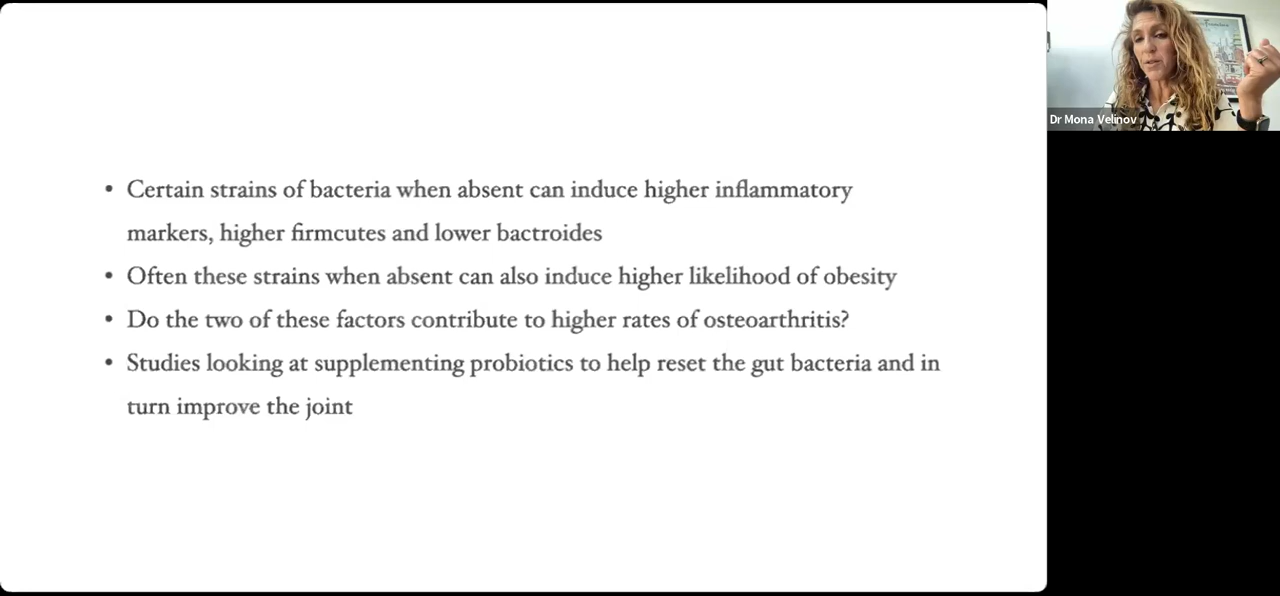 • Certain strains of bacteria when absent can induce higher inflammatory
markers, higher firmcutes and lower bactroides
• Often these strains when absent can also induce higher likelihood of obesity
• Do the two of these factors contribute to higher rates of osteoarthritis?
• Studies looking at supplementing probiotics to help reset the gut bacteria and in
turn improve the joint
Dr Mona Velinov